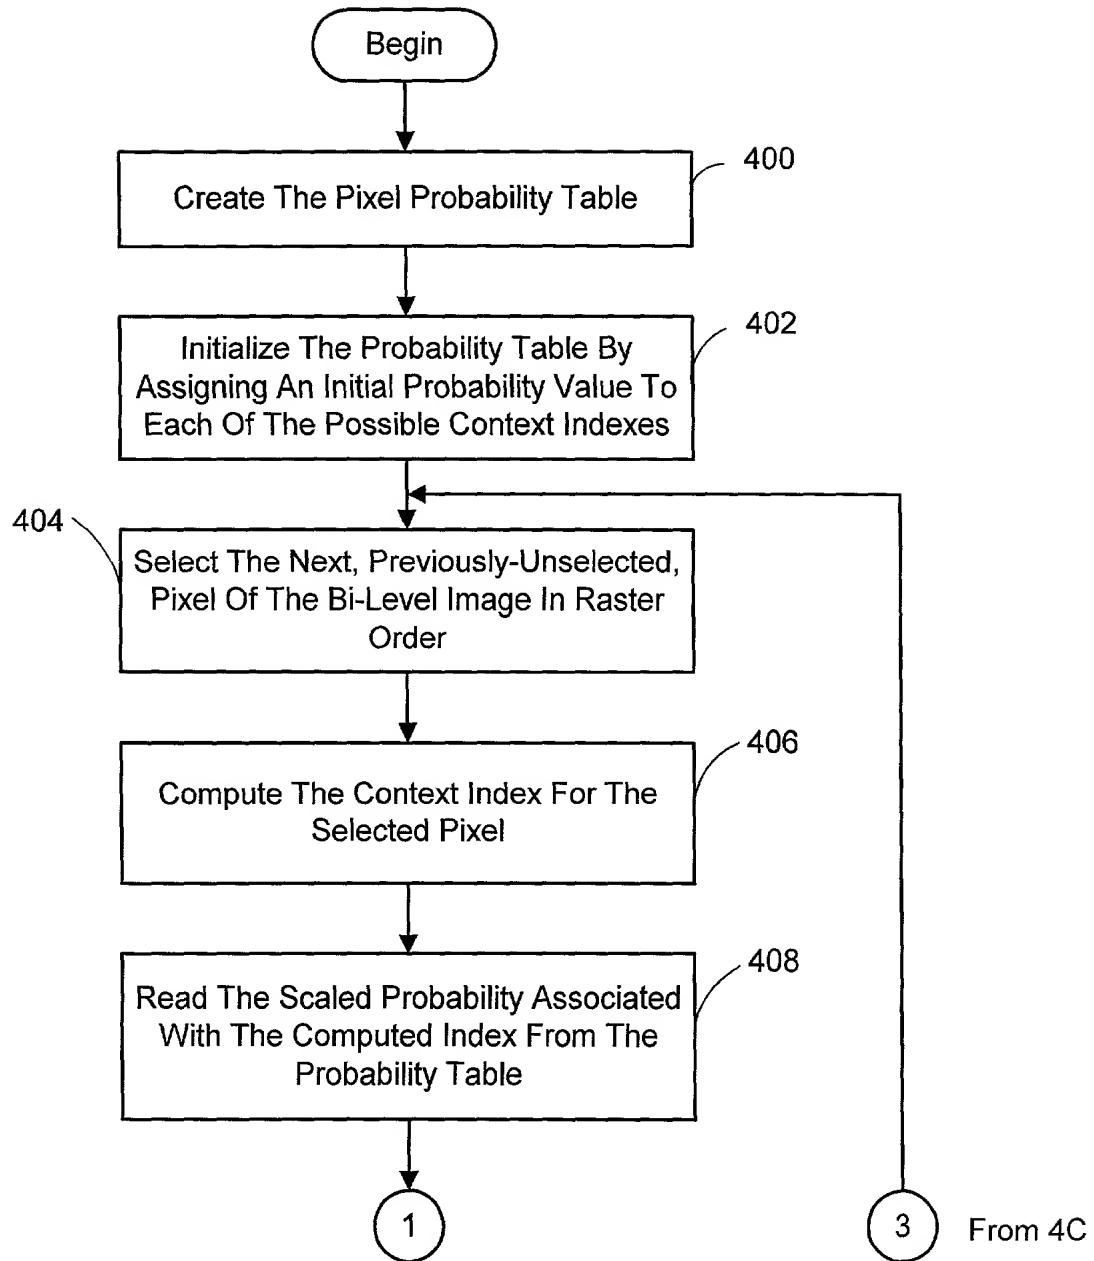 Begin
400
Create The Pixel Probability Table
402
Initialize The Probability Table By
Assigning An Initial Probability Value To
Each Of The Possible Context Indexes
404
Select The Next, Previously-Unselected,
Pixel Of The Bi-Level Image In Raster
Order
406
Compute The Context Index For The
Selected Pixel
408
Read The Scaled Probability Associated
With The Computed Index From The
Probability Table
1
3
From 4C